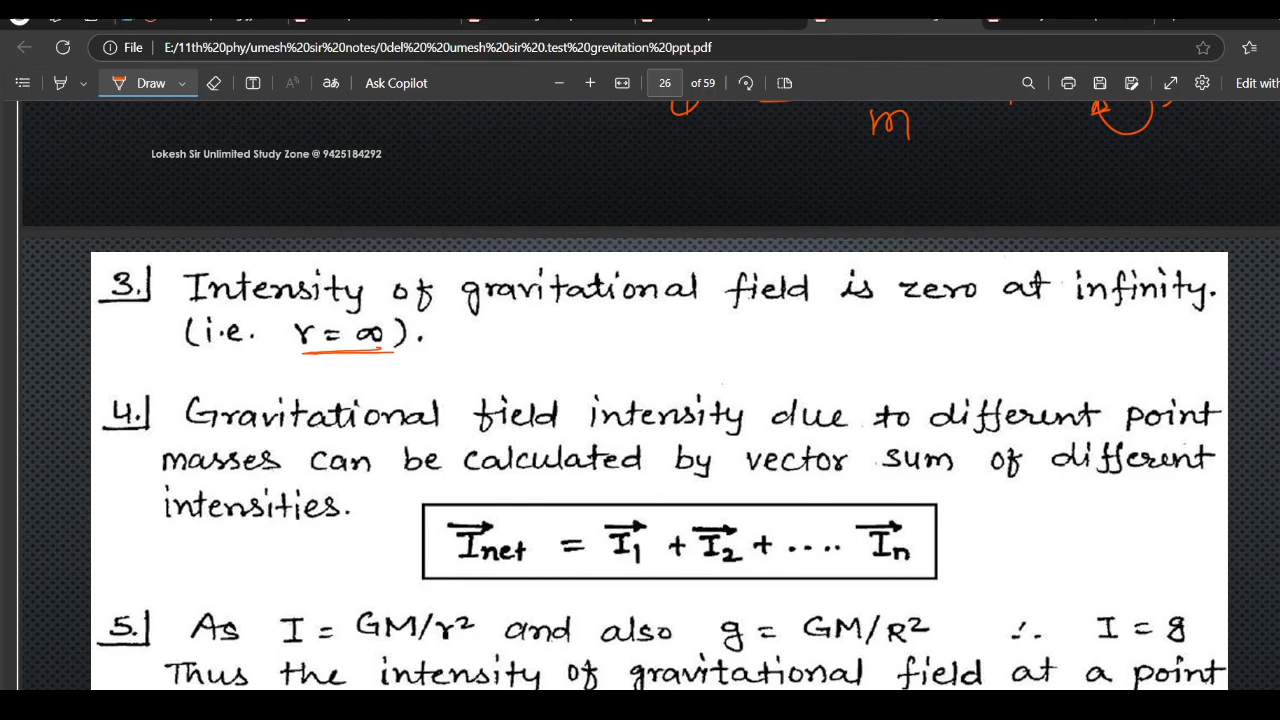 File E:/11th%20phy/umesh%20sir%20notes/0del%20%20umesh%20sir%20.test%20grevitation%20ppt.pdf
Draw aあ Ask Copilot 26 of 59 Edit with
m
Lokesh Sir Unlimited Study Zone @ 9425184292
3. Intensity of gravitational field is zero at infinity.
(i.e. r = ∞).
4. Gravitational field intensity due to different point
masses can be calculated by vector sum of different
intensities.
I⃗net = I⃗1 + I⃗2 + .... I⃗n
5. As I = GM/r² and also g = GM/R² ∴ I = g
Thus the intensity of gravitational field at a point